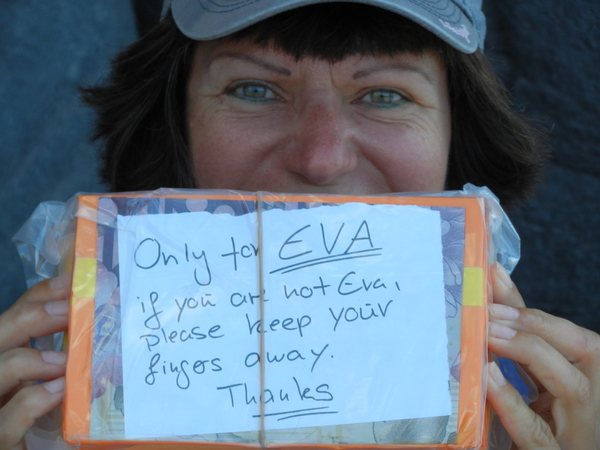 Only for EVA
if you are not Eva,
please keep your
fingers away.
Thanks